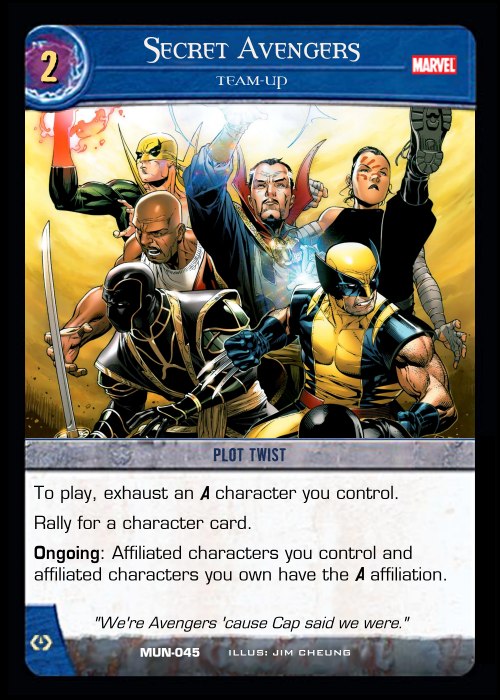 2
Secret Avengers
TEAM-UP
MARVEL
PLOT TWIST
To play, exhaust an A character you control.
Rally for a character card.
Ongoing: Affiliated characters you control and
affiliated characters you own have the A affiliation.
"We're Avengers 'cause Cap said we were."
MUN-045 ILLUS: JIM CHEUNG